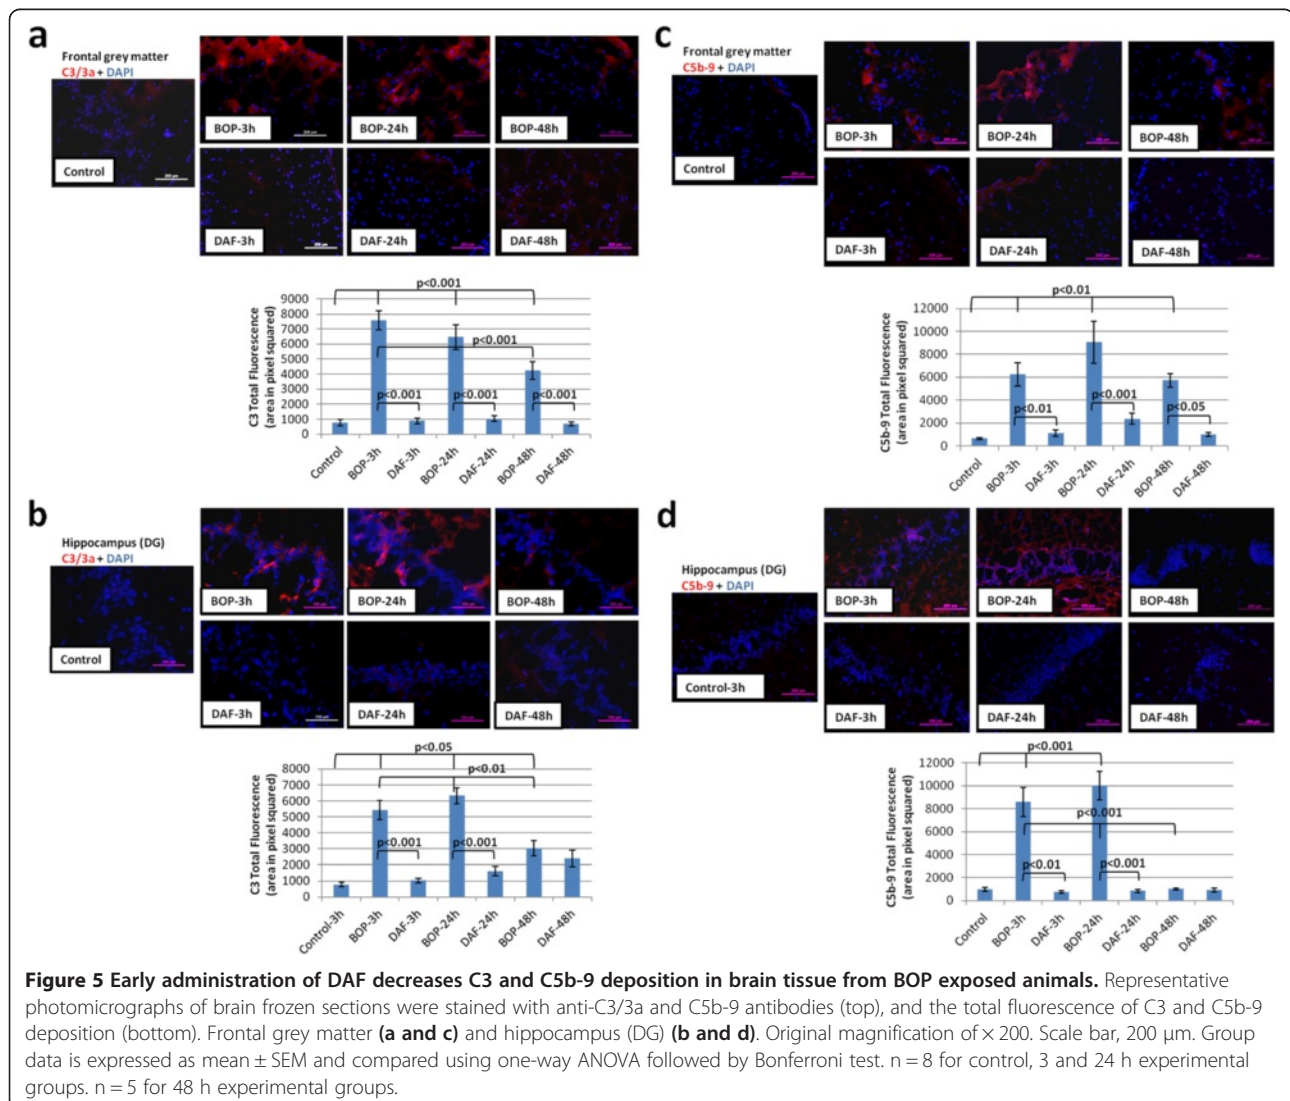 a
Frontal grey matter
C3/3a + DAPI
Control
BOP-3h
BOP-24h
BOP-48h
DAF-3h
DAF-24h
DAF-48h
C3 Total Fluorescence
(area in pixel squared)
9000
8000
7000
6000
5000
4000
3000
2000
1000
0
p<0.001
p<0.001
p<0.001
p<0.001
p<0.001
Control
BOP-3h
DAF-3h
BOP-24h
DAF-24h
BOP-48h
DAF-48h
b
Hippocampus (DG)
C3/3a + DAPI
Control
BOP-3h
BOP-24h
BOP-48h
DAF-3h
DAF-24h
DAF-48h
C3 Total Fluorescence
(area in pixel squared)
8000
7000
6000
5000
4000
3000
2000
1000
0
p<0.05
p<0.01
p<0.001
p<0.001
Control-3h
BOP-3h
DAF-3h
BOP-24h
DAF-24h
BOP-48h
DAF-48h
c
Frontal grey matter
C5b-9 + DAPI
Control
BOP-3h
BOP-24h
BOP-48h
DAF-3h
DAF-24h
DAF-48h
C5b-9 Total Fluorescence
(area in pixel squared)
12000
10000
8000
6000
4000
2000
0
p<0.01
p<0.01
p<0.001
p<0.05
Control
BOP-3h
DAF-3h
BOP-24h
DAF-24h
BOP-48h
DAF-48h
d
Hippocampus (DG)
C5b-9 + DAPI
Control-3h
BOP-3h
BOP-24h
BOP-48h
DAF-3h
DAF-24h
DAF-48h
C5b-9 Total Fluorescence
(area in pixel squared)
12000
10000
8000
6000
4000
2000
0
p<0.001
p<0.001
p<0.01
p<0.001
Control
BOP-3h
DAF-3h
BOP-24h
DAF-24h
BOP-48h
DAF-48h
Figure 5 Early administration of DAF decreases C3 and C5b-9 deposition in brain tissue from BOP exposed animals. Representative
photomicrographs of brain frozen sections were stained with anti-C3/3a and C5b-9 antibodies (top), and the total fluorescence of C3 and C5b-9
deposition (bottom). Frontal grey matter (a and c) and hippocampus (DG) (b and d). Original magnification of × 200. Scale bar, 200 μm. Group
data is expressed as mean ± SEM and compared using one-way ANOVA followed by Bonferroni test. n = 8 for control, 3 and 24 h experimental
groups. n = 5 for 48 h experimental groups.